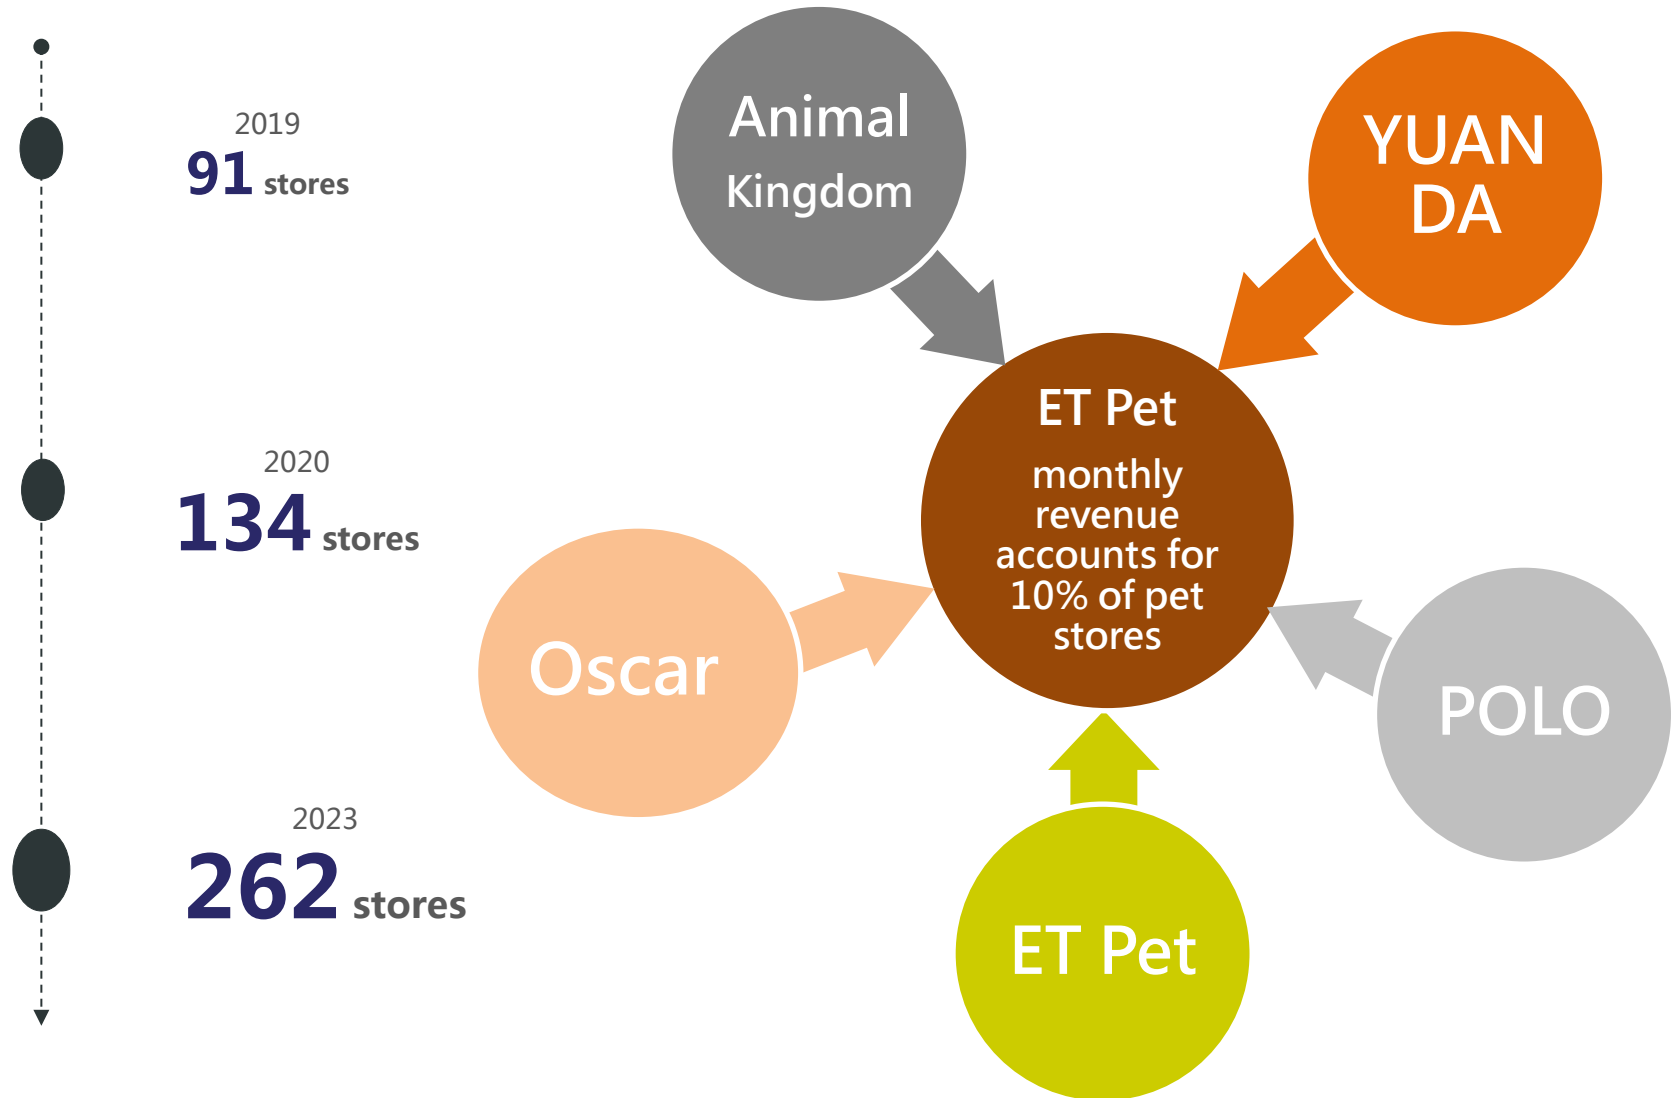 2019
91 stores
2020
134 stores
2023
262 stores
Animal
Kingdom
YUAN
DA
ET Pet
monthly
revenue
accounts for
10% of pet
stores
Oscar
POLO
ET Pet